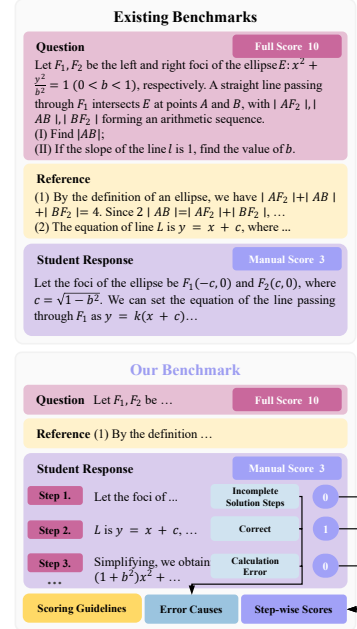 Existing Benchmarks
Question
Full Score 10
Let F₁, F₂ be the left and right foci of the ellipse E: x² +
y²/b² = 1 (0 < b < 1), respectively. A straight line passing
through F₁ intersects E at points A and B, with | AF₂ |, |
AB |, | BF₂ | forming an arithmetic sequence.
(I) Find |AB|;
(II) If the slope of the line l is 1, find the value of b.
Reference
(1) By the definition of an ellipse, we have | AF₂ |+| AB |
+| BF₂ |= 4. Since 2 | AB |=| AF₂ |+| BF₂ |, …
(2) The equation of line L is y = x + c, where ...
Student Response
Manual Score 3
Let the foci of the ellipse be F₁(−c, 0) and F₂(c, 0), where
c = √1 − b². We can set the equation of the line passing
through F₁ as y = k(x + c)…
Our Benchmark
Question Let F₁, F₂ be …
Full Score 10
Reference (1) By the definition …
Student Response
Manual Score 3
Step 1.
Let the foci of ...
Incomplete
Solution Steps
0
Step 2.
L is y = x + c, …
Correct
1
Step 3.
Simplifying, we obtain
(1 + b²)x² + …
Calculation
Error
0
...
Scoring Guidelines
Error Causes
Step-wise Scores